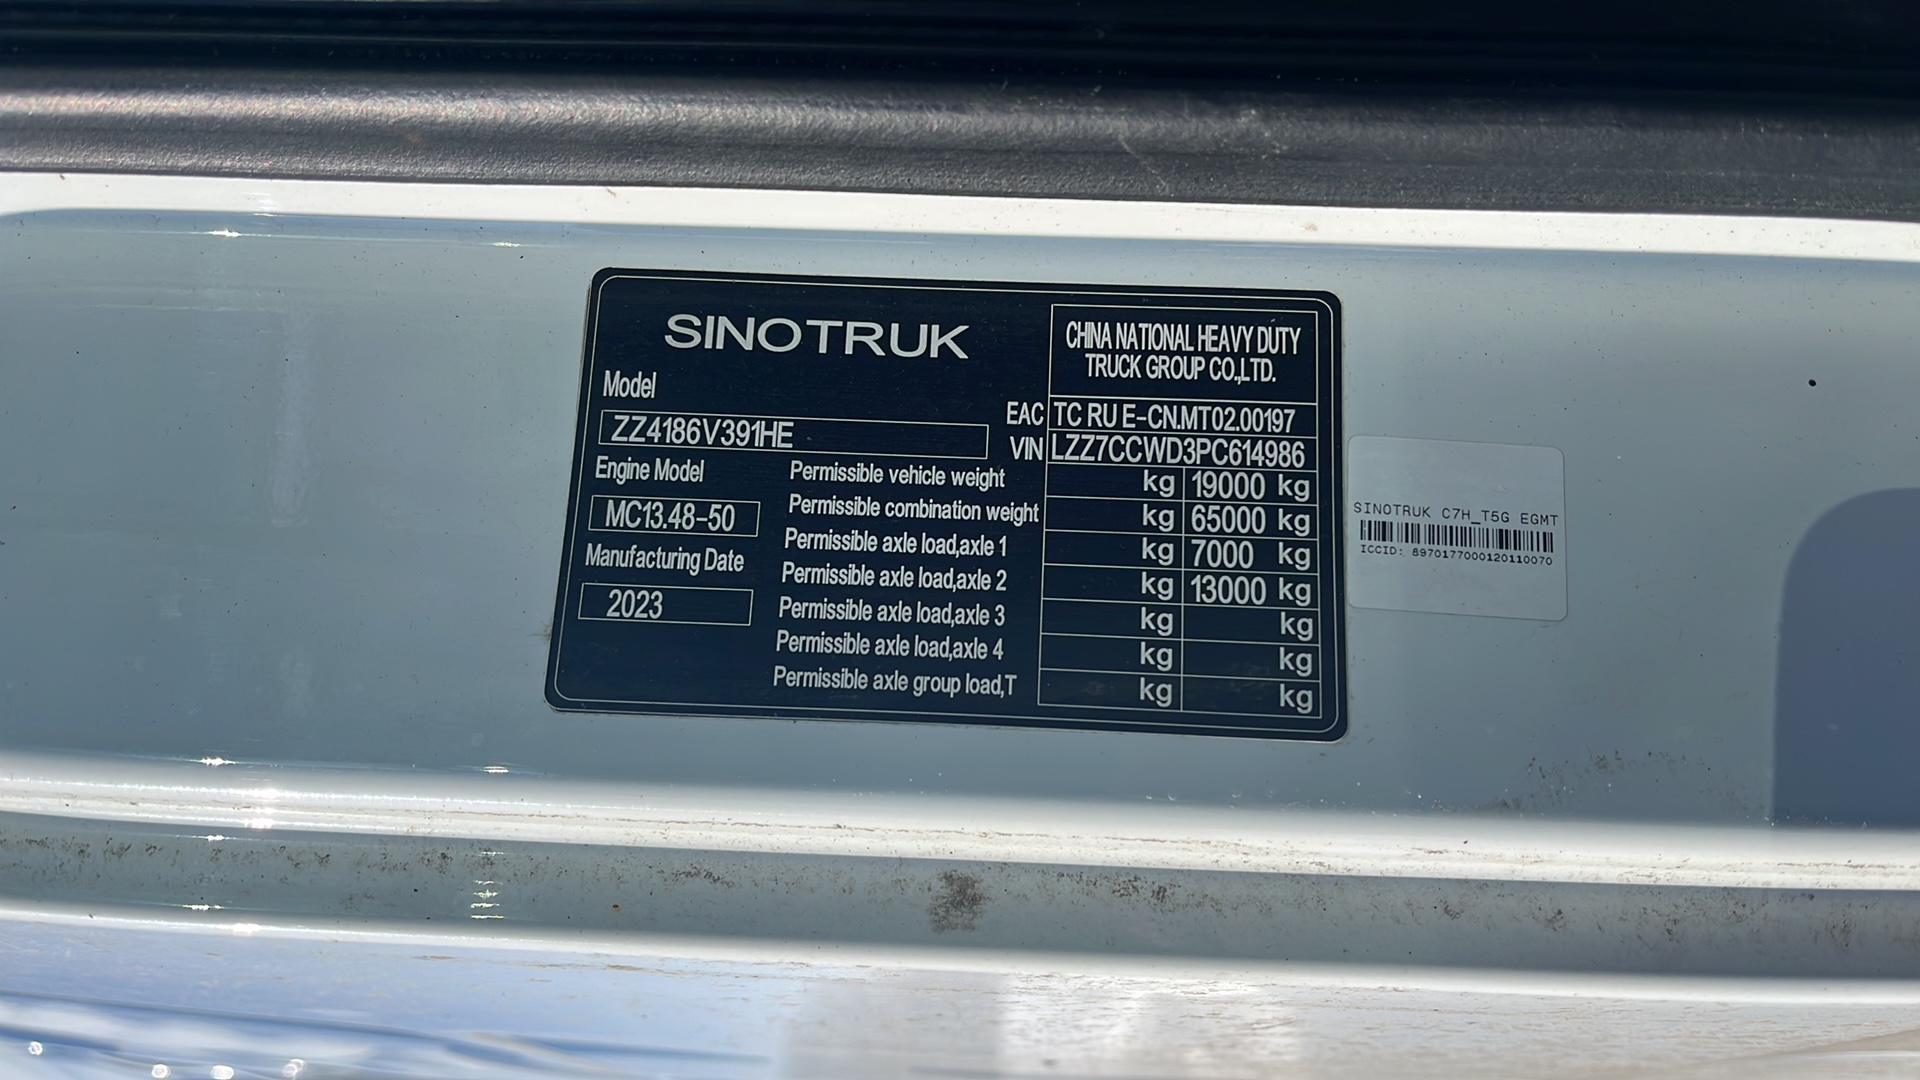 SINOTRUK
CHINA NATIONAL HEAVY DUTY
TRUCK GROUP CO.,LTD.
Model
ZZ4186V391HE
EAC TC RU E-CN.MT02.00197
VIN LZZ7CCWD3PC614986
Engine Model
MC13.48-50
Manufacturing Date
2023
Permissible vehicle weight kg 19000 kg
Permissible combination weight kg 65000 kg
Permissible axle load,axle 1 kg 7000 kg
Permissible axle load,axle 2 kg 13000 kg
Permissible axle load,axle 3 kg kg
Permissible axle load,axle 4 kg kg
Permissible axle group load,T kg kg
SINOTRUK C7H_T5G EGMT
ICCID: 8970177000120110070